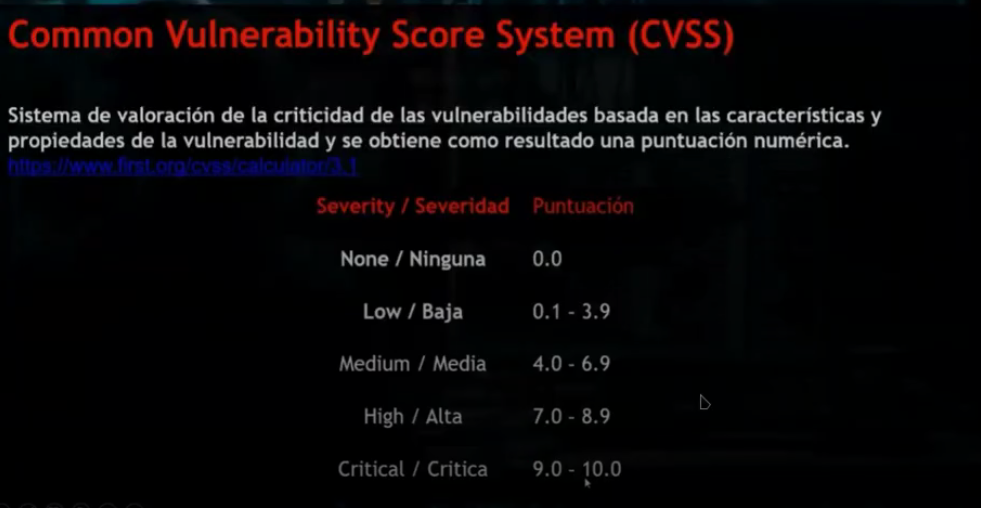 Common Vulnerability Score System (CVSS)
Sistema de valoración de la criticidad de las vulnerabilidades basada en las características y
propiedades de la vulnerabilidad y se obtiene como resultado una puntuación numérica.
https://www.first.org/cvss/calculator/3.1
Severity / Severidad Puntuación
None / Ninguna 0.0
Low / Baja 0.1 - 3.9
Medium / Media 4.0 - 6.9
High / Alta 7.0 - 8.9
Critical / Critica 9.0 - 10.0